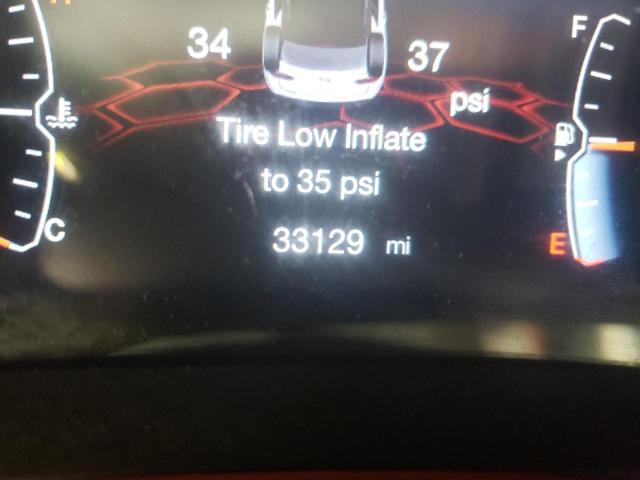 34 37
psi
Tire Low Inflate
to 35 psi
33129 mi
F
E
C